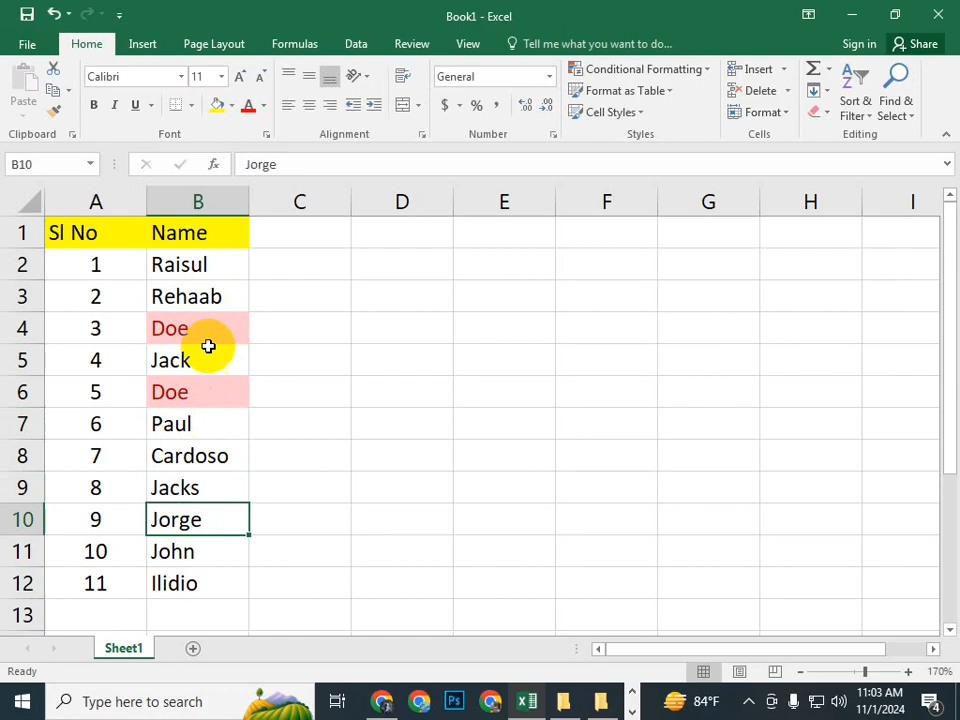 Book1 - Excel
File Home Insert Page Layout Formulas Data Review View Tell me what you want to do... Sign in Share
Paste Calibri 11 General Conditional Formatting Insert
Format as Table Delete Sort & Filter Find & Select
B I U $ % Cell Styles Format
Clipboard Font Alignment Number Styles Cells Editing
B10 fx Jorge
A B C D E F G H I
1 Sl No Name
2 1 Raisul
3 2 Rehaab
4 3 Doe
5 4 Jack
6 5 Doe
7 6 Paul
8 7 Cardoso
9 8 Jacks
10 9 Jorge
11 10 John
12 11 Ilidio
13
Sheet1
Ready 170%
Type here to search Ps 84°F 11:03 AM
11/1/2024 4